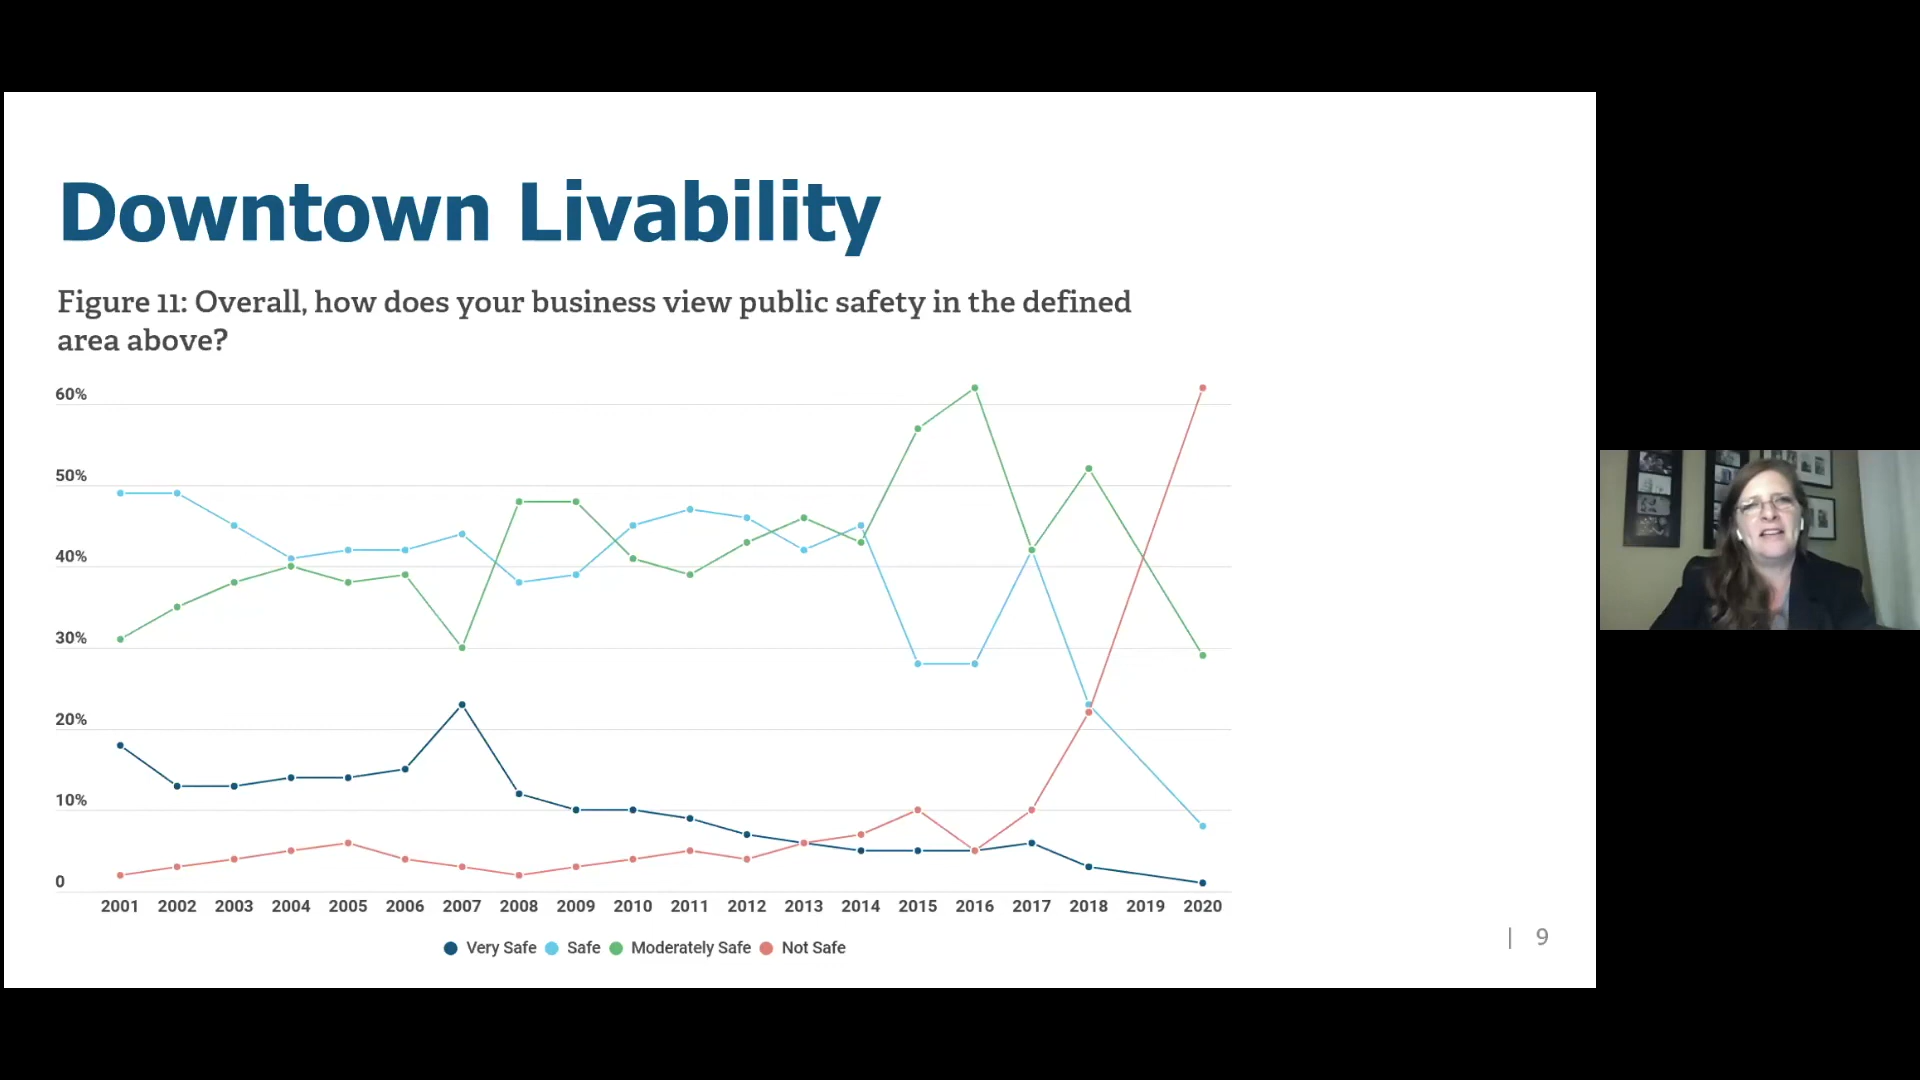 Downtown Livability
Figure 11: Overall, how does your business view public safety in the defined
area above?
60%
50%
40%
30%
20%
10%
0
2001 2002 2003 2004 2005 2006 2007 2008 2009 2010 2011 2012 2013 2014 2015 2016 2017 2018 2019 2020
Very Safe Safe Moderately Safe Not Safe
| 9